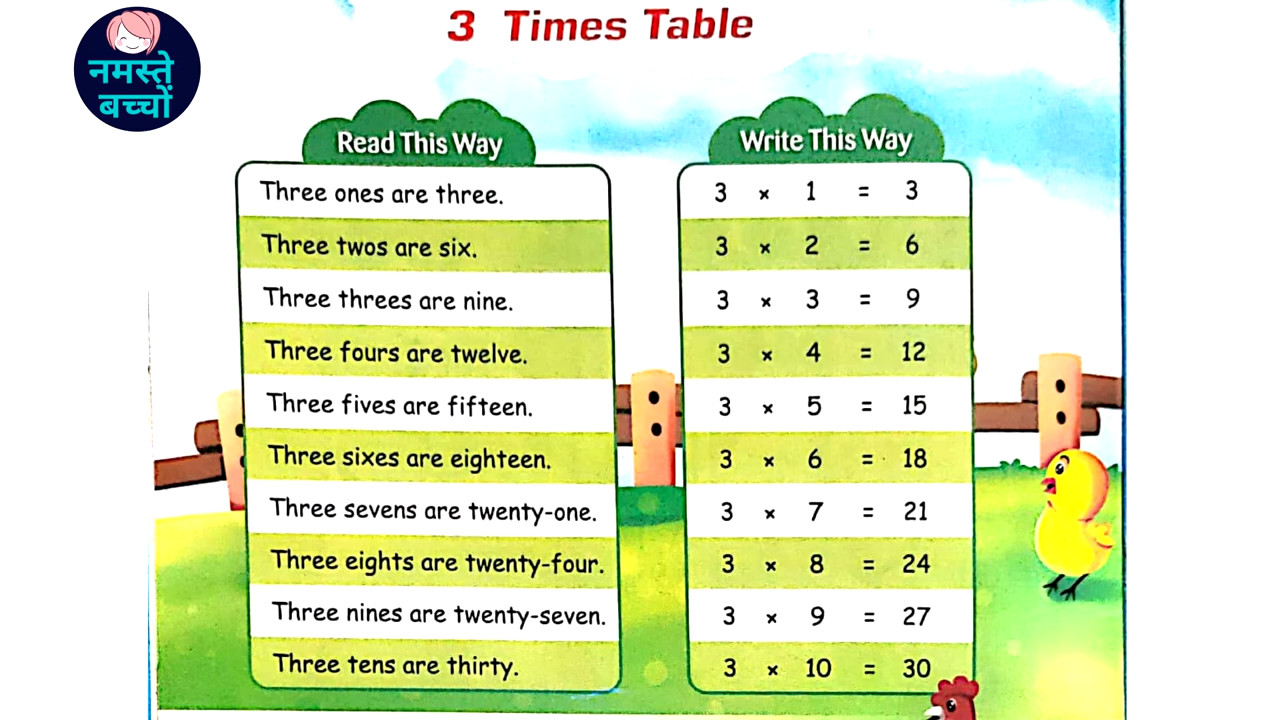 3 Times Table
नमस्ते
बच्चों
Read This Way
Three ones are three.
Three twos are six.
Three threes are nine.
Three fours are twelve.
Three fives are fifteen.
Three sixes are eighteen.
Three sevens are twenty-one.
Three eights are twenty-four.
Three nines are twenty-seven.
Three tens are thirty.
Write This Way
3 × 1 = 3
3 × 2 = 6
3 × 3 = 9
3 × 4 = 12
3 × 5 = 15
3 × 6 = 18
3 × 7 = 21
3 × 8 = 24
3 × 9 = 27
3 × 10 = 30